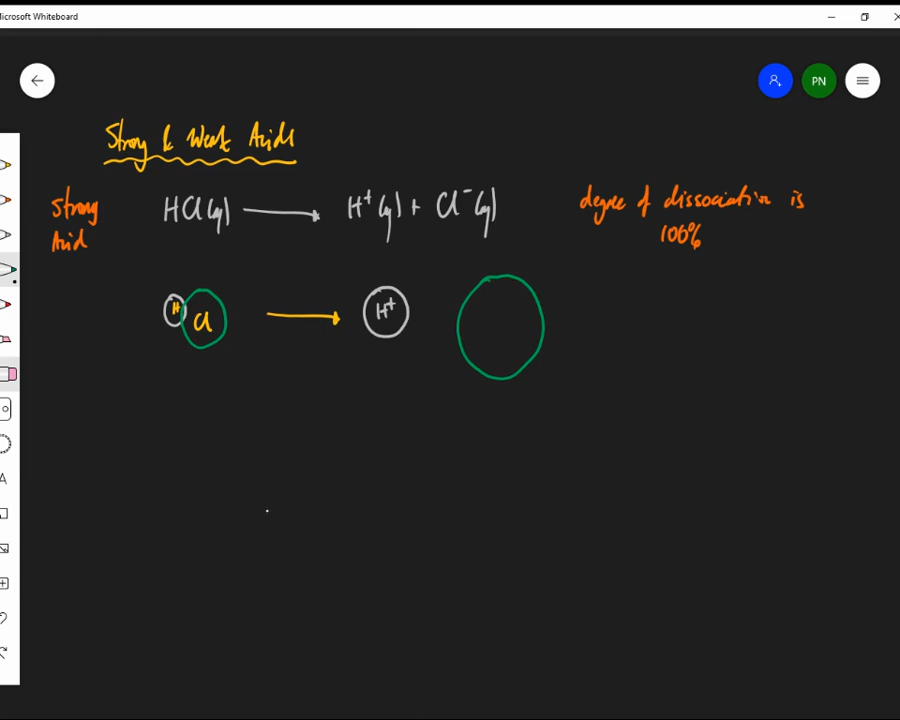 Microsoft Whiteboard
PN
Strong & Weak Acids
Strong
Acid
HCl(g) → H⁺(g) + Cl⁻(g)
degree of dissociation is
100%
H Cl → H⁺
A